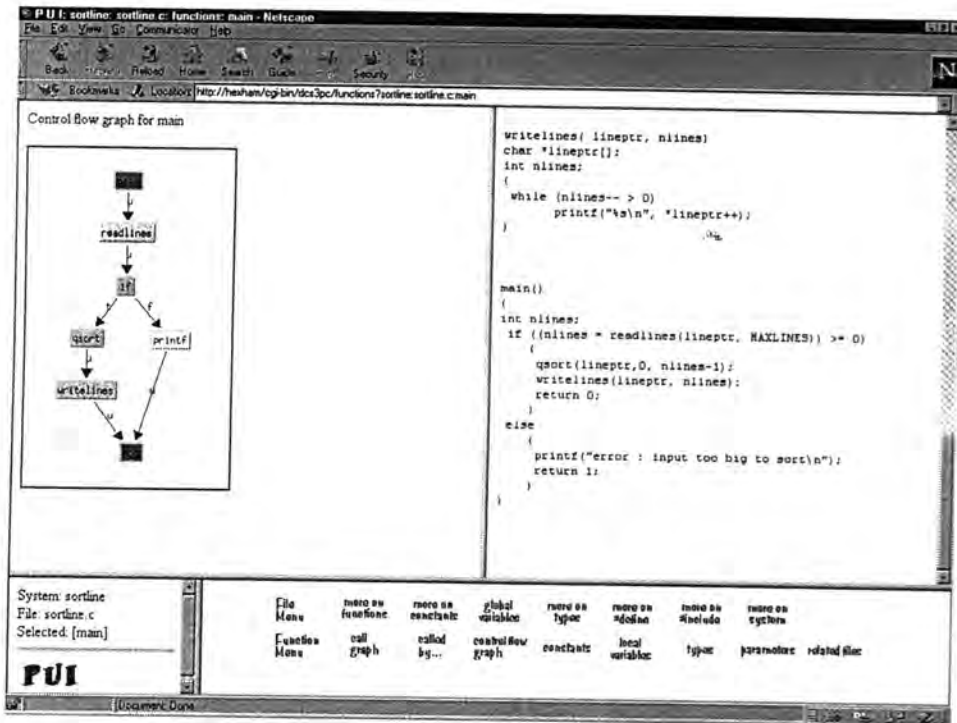 PUI: sortline: sortline.c: functions: main - Netscape
File Edit View Go Communicator Help
Back Reload Home Search Guide Security
Bookmarks Location: http://hexham/cgi-bin/dcs3pc/functions?sortline:sortline.c:main
N
Control flow graph for main
u
readlines
u
if
t f
qsort printf
u
writelines u
u
writelines( lineptr, nlines)
char *lineptr[];
int nlines;
{
while (nlines-- > 0)
printf("%s\n", *lineptr++);
}
main()
{
int nlines;
if ((nlines = readlines(lineptr, MAXLINES)) >= 0)
{
qsort(lineptr,0, nlines-1);
writelines(lineptr, nlines);
return 0;
}
else
{
printf("error : input too big to sort\n");
return 1;
}
}
System: sortline
File: sortline.c
Selected: [main]
PUI
File Menu more on functions more on constants global variables more on types more on #define more on #include more on system
Function Menu call graph called by... control flow graph constants local variables types parameters related files
Document: Done